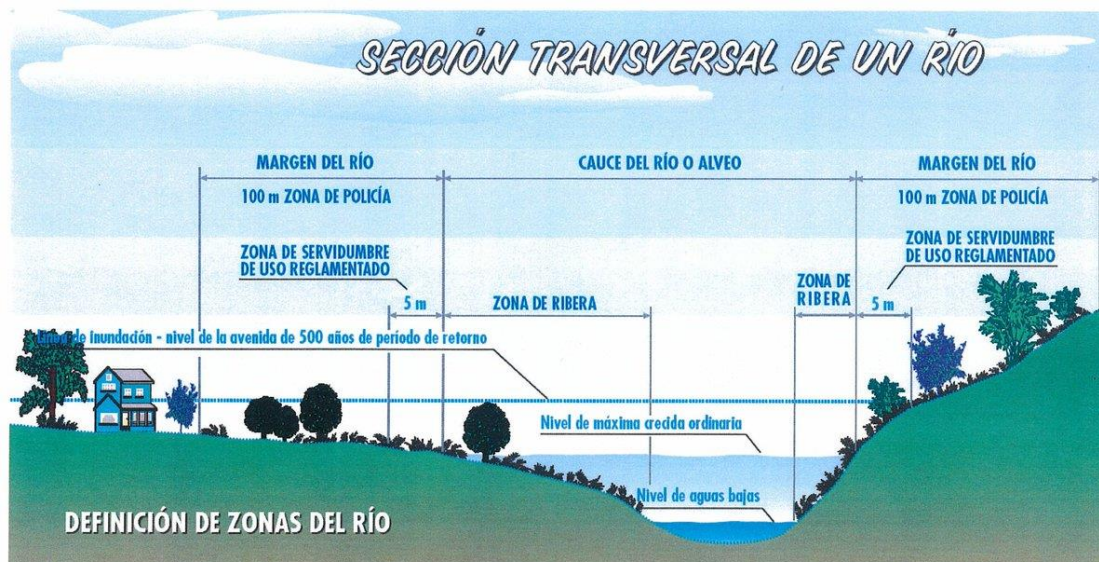 SECCIÓN TRANSVERSAL DE UN RÍO
MARGEN DEL RÍO
CAUCE DEL RÍO O ALVEO
MARGEN DEL RÍO
100 m ZONA DE POLICÍA
100 m ZONA DE POLICÍA
ZONA DE SERVIDUMBRE
DE USO REGLAMENTADO
ZONA DE SERVIDUMBRE
DE USO REGLAMENTADO
5 m
ZONA DE RIBERA
ZONA DE
RIBERA
5 m
Línea de inundación - nivel de la avenida de 500 años de período de retorno
Nivel de máxima crecida ordinaria
Nivel de aguas bajas
DEFINICIÓN DE ZONAS DEL RÍO